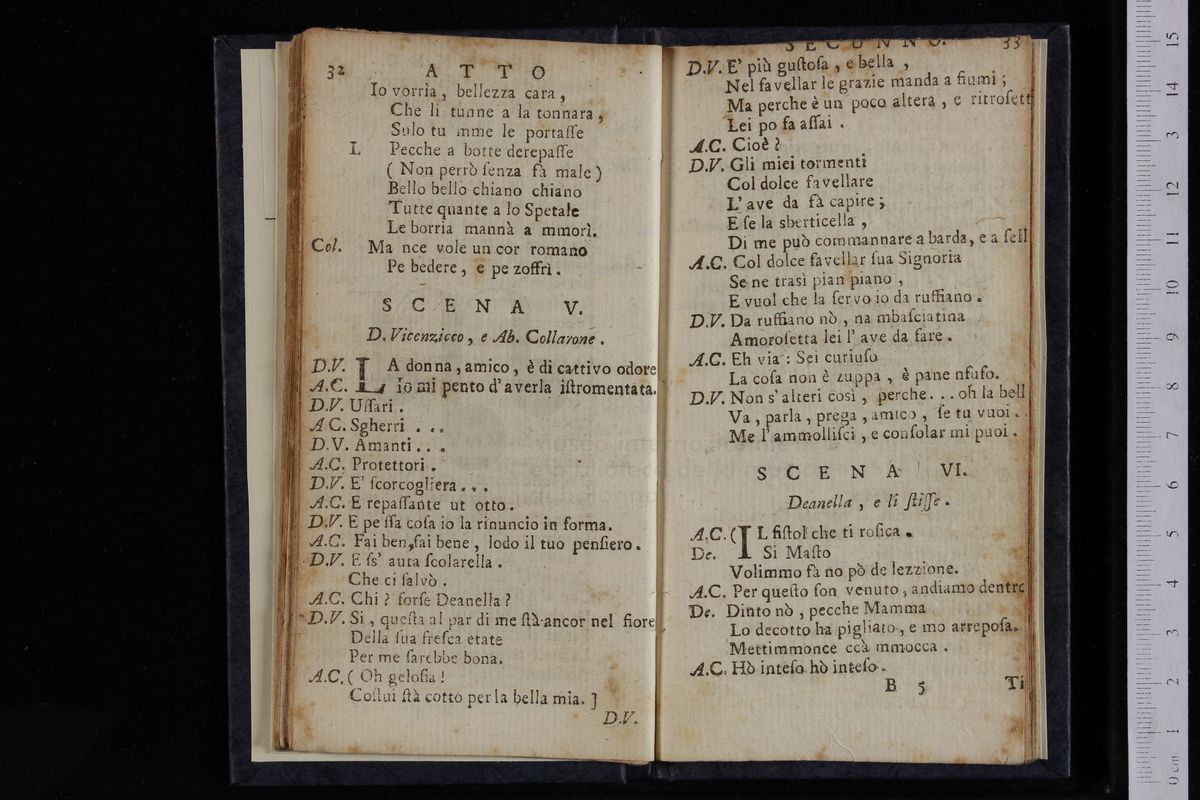 32 A T T O
Io vorria, bellezza cara,
Che li tunne a la tonnara,
Sulo tu mme le portaſſe
L Pecche a botte derepaſſe
( Non perrò ſenza fà male )
Bello bello chiano chiano
Tutte quante a lo Spetale
Le borria mannà a mmorì.
Col. Ma nce vole un cor romano
Pe bedere, e pe zoffrì.
S C E N A V.
D. Vicenzicco, e Ab. Collarone.
D.V. LA donna, amico, è di cattivo odore
A.C. Io mi pento d'averla iſtromentata.
D.V. Uſſari.
A C. Sgherri ...
D.V. Amanti...
A.C. Protettori.
D.V. E' ſcorcogliera...
A.C. E repaſſante ut otto.
D.V. E pe ſſa coſa io la rinuncio in forma.
A.C. Fai ben, fai bene, lodo il tuo penſiero.
D.V. E ſs' auta ſcolarella.
Che ci ſalvò.
A.C. Chi? forſe Deanella?
D.V. Sì, queſta al par di me ſtà ancor nel fiore
Della ſua freſca etate
Per me ſarebbe bona.
A.C. ( Oh geloſia!
Coſtui ſtà cotto per la bella mia. ]
D.V.
SECUNNO. 33
D.V. E' più guſtoſa, e bella,
Nel favellar le grazie manda a fiumi;
Ma perche è un poco altera, e ritroſett
Lei po fa aſſai.
A.C. Cioè?
D.V. Gli miei tormenti
Col dolce favellare
L'ave da fà capire;
E ſe la sberticella,
Di me può commannare a barda, e a ſell
A.C. Col dolce favellar ſua Signoria
Se ne trasì pian piano,
E vuol che la ſervo io da ruffiano.
D.V. Da ruffiano nò, na mbaſciatina
Amoroſetta lei l'ave da fare.
A.C. Eh via: Sei curiuſo
La coſa non è zuppa, è pane nfuſo.
D.V. Non s'alteri così, perche... oh la bell
Va, parla, prega, amico, ſe tu vuoi..
Me l'ammolliſci, e conſolar mi puoi.
S C E N A VI.
Deanella, e li ſtiſſe.
A.C. (IL fiſtol che ti roſica.
De. Si Maſto
Volimmo fà no pò de lezzione.
A.C. Per queſto ſon venuto, andiamo dentro
De. Dinto nò, pecche Mamma
Lo decotto ha pigliato, e mo arrepoſa.
Mettimmonce ccà mmocca.
A.C. Hò inteſo hò inteſo.
B 5 Ti